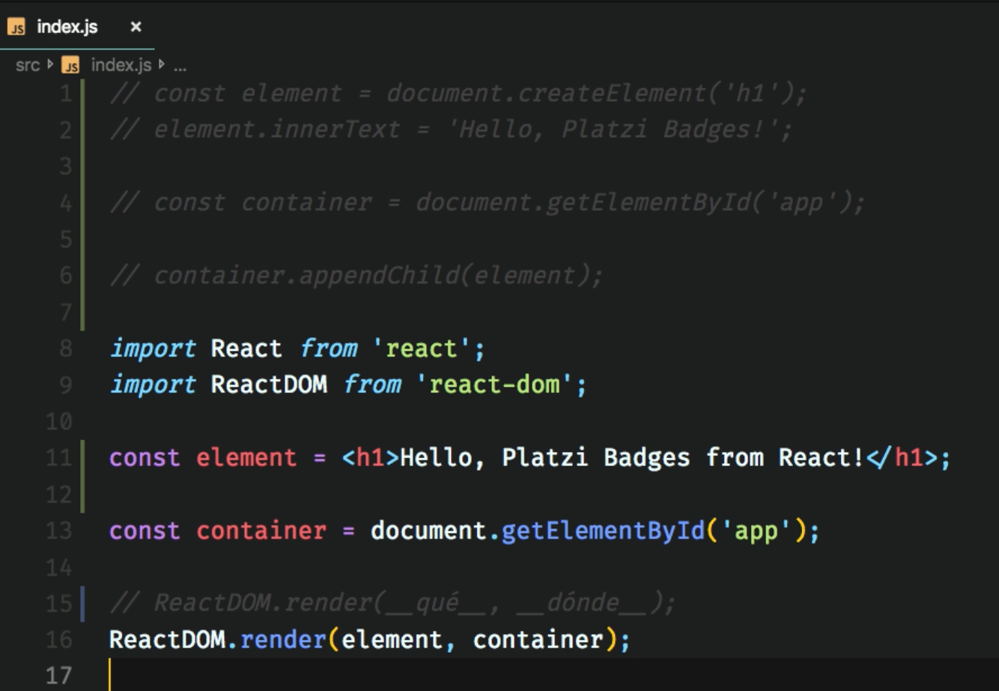 JS index.js ×
src JS index.js ...
1 // const element = document.createElement('h1');
2 // element.innerText = 'Hello, Platzi Badges!';
3
4 // const container = document.getElementById('app');
5
6 // container.appendChild(element);
7
8 import React from 'react';
9 import ReactDOM from 'react-dom';
10
11 const element = <h1>Hello, Platzi Badges from React!</h1>;
12
13 const container = document.getElementById('app');
14
15 // ReactDOM.render(__qué__, __dónde__);
16 ReactDOM.render(element, container);
17